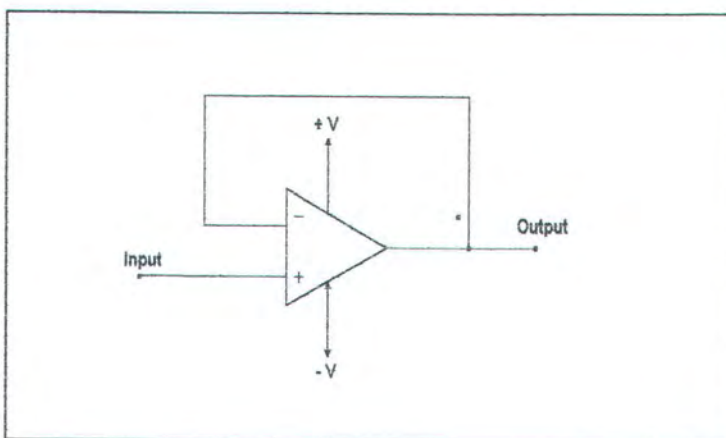 + V
−
Output
Input
+
- V